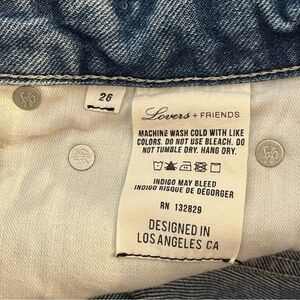 26
Lovers + FRIENDS
MACHINE WASH COLD WITH LIKE
COLORS. DO NOT USE BLEACH. DO
NOT TUMBLE DRY. HANG DRY.
INDIGO MAY BLEED
INDIGO RISQUE DE DÉGORGER
RN 132829
DESIGNED IN
LOS ANGELES CA